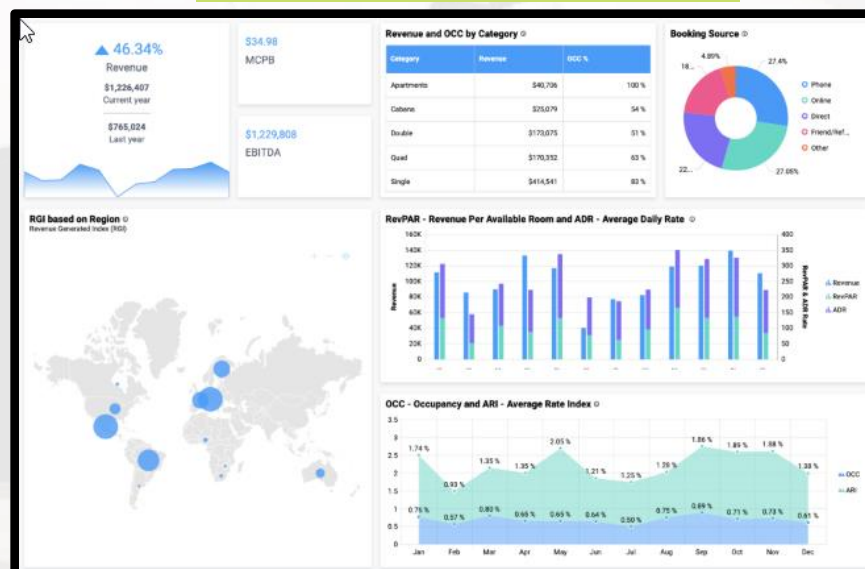 46.34%
Revenue
$1,226,407
Current year
$765,024
Last year
$34.98
MCPB
$1,229,808
EBITDA
Revenue and OCC by Category
Category Revenue OCC %
Apartments $40,706 100 %
Cabana $25,079 54 %
Double $173,075 51 %
Quad $170,352 63 %
Single $414,541 83 %
Booking Source
4.89%
27.4%
18...
22...
27.05%
Phone
Online
Direct
Friend/Ref...
Other
RGI based on Region
Revenue Generated Index (RGI)
RevPAR - Revenue Per Available Room and ADR - Average Daily Rate
160K
140K
120K
100K
80K
60K
40K
20K
0
Revenue
400
350
300
250
200
150
100
50
0
RevPAR & ADR Rate
Revenue
RevPAR
ADR
OCC - Occupancy and ARI - Average Rate Index
3.5
3
2.5
2
1.5
1
0.5
0
1.74 % 0.93 % 1.35 % 1.35 % 2.05 % 1.21 % 1.25 % 1.28 % 1.86 % 1.89 % 1.88 %
0.76 % 0.57 % 0.80 % 0.65 % 0.65 % 0.64 % 0.50 % 0.75 % 0.89 % 0.71 % 0.73 % 0.61 %
Jan Feb Mar Apr May Jun Jul Aug Sep Oct Nov Dec
OCC
ARI